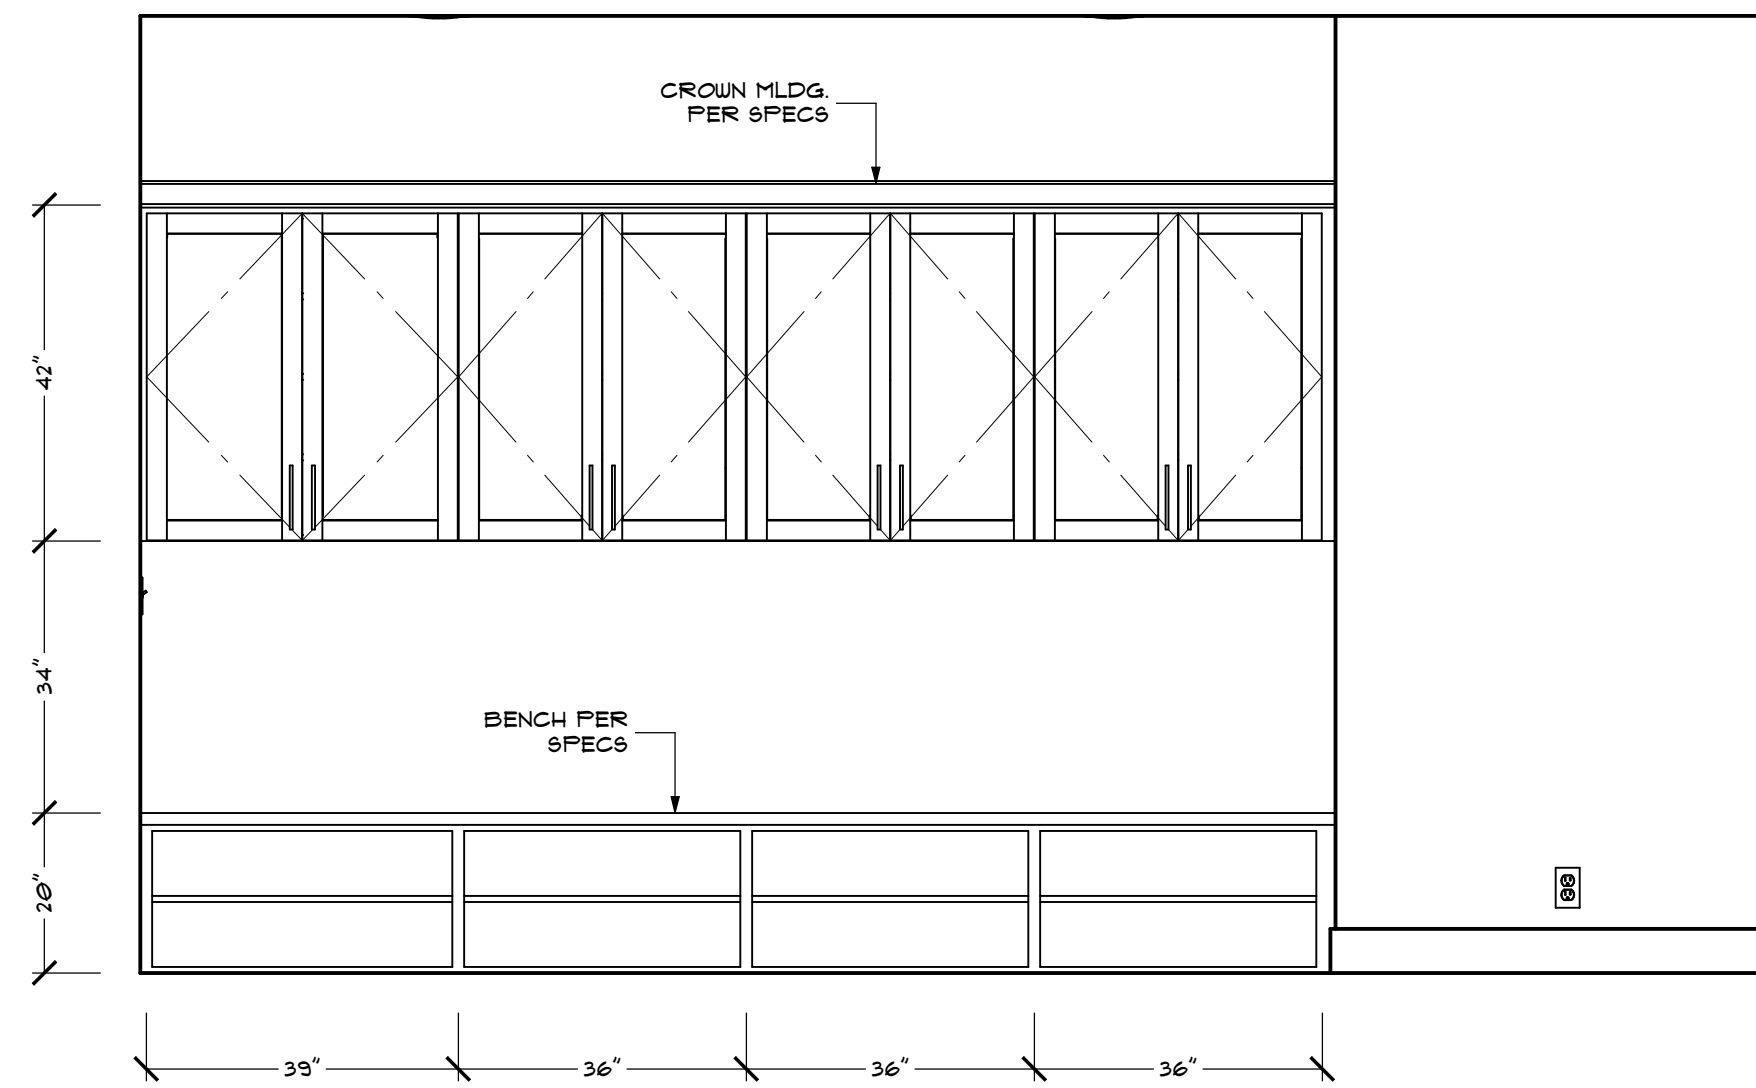 CROWN MLDG.
PER SPECS
42"
34"
BENCH PER
SPECS
20"
39"
36"
36"
36"